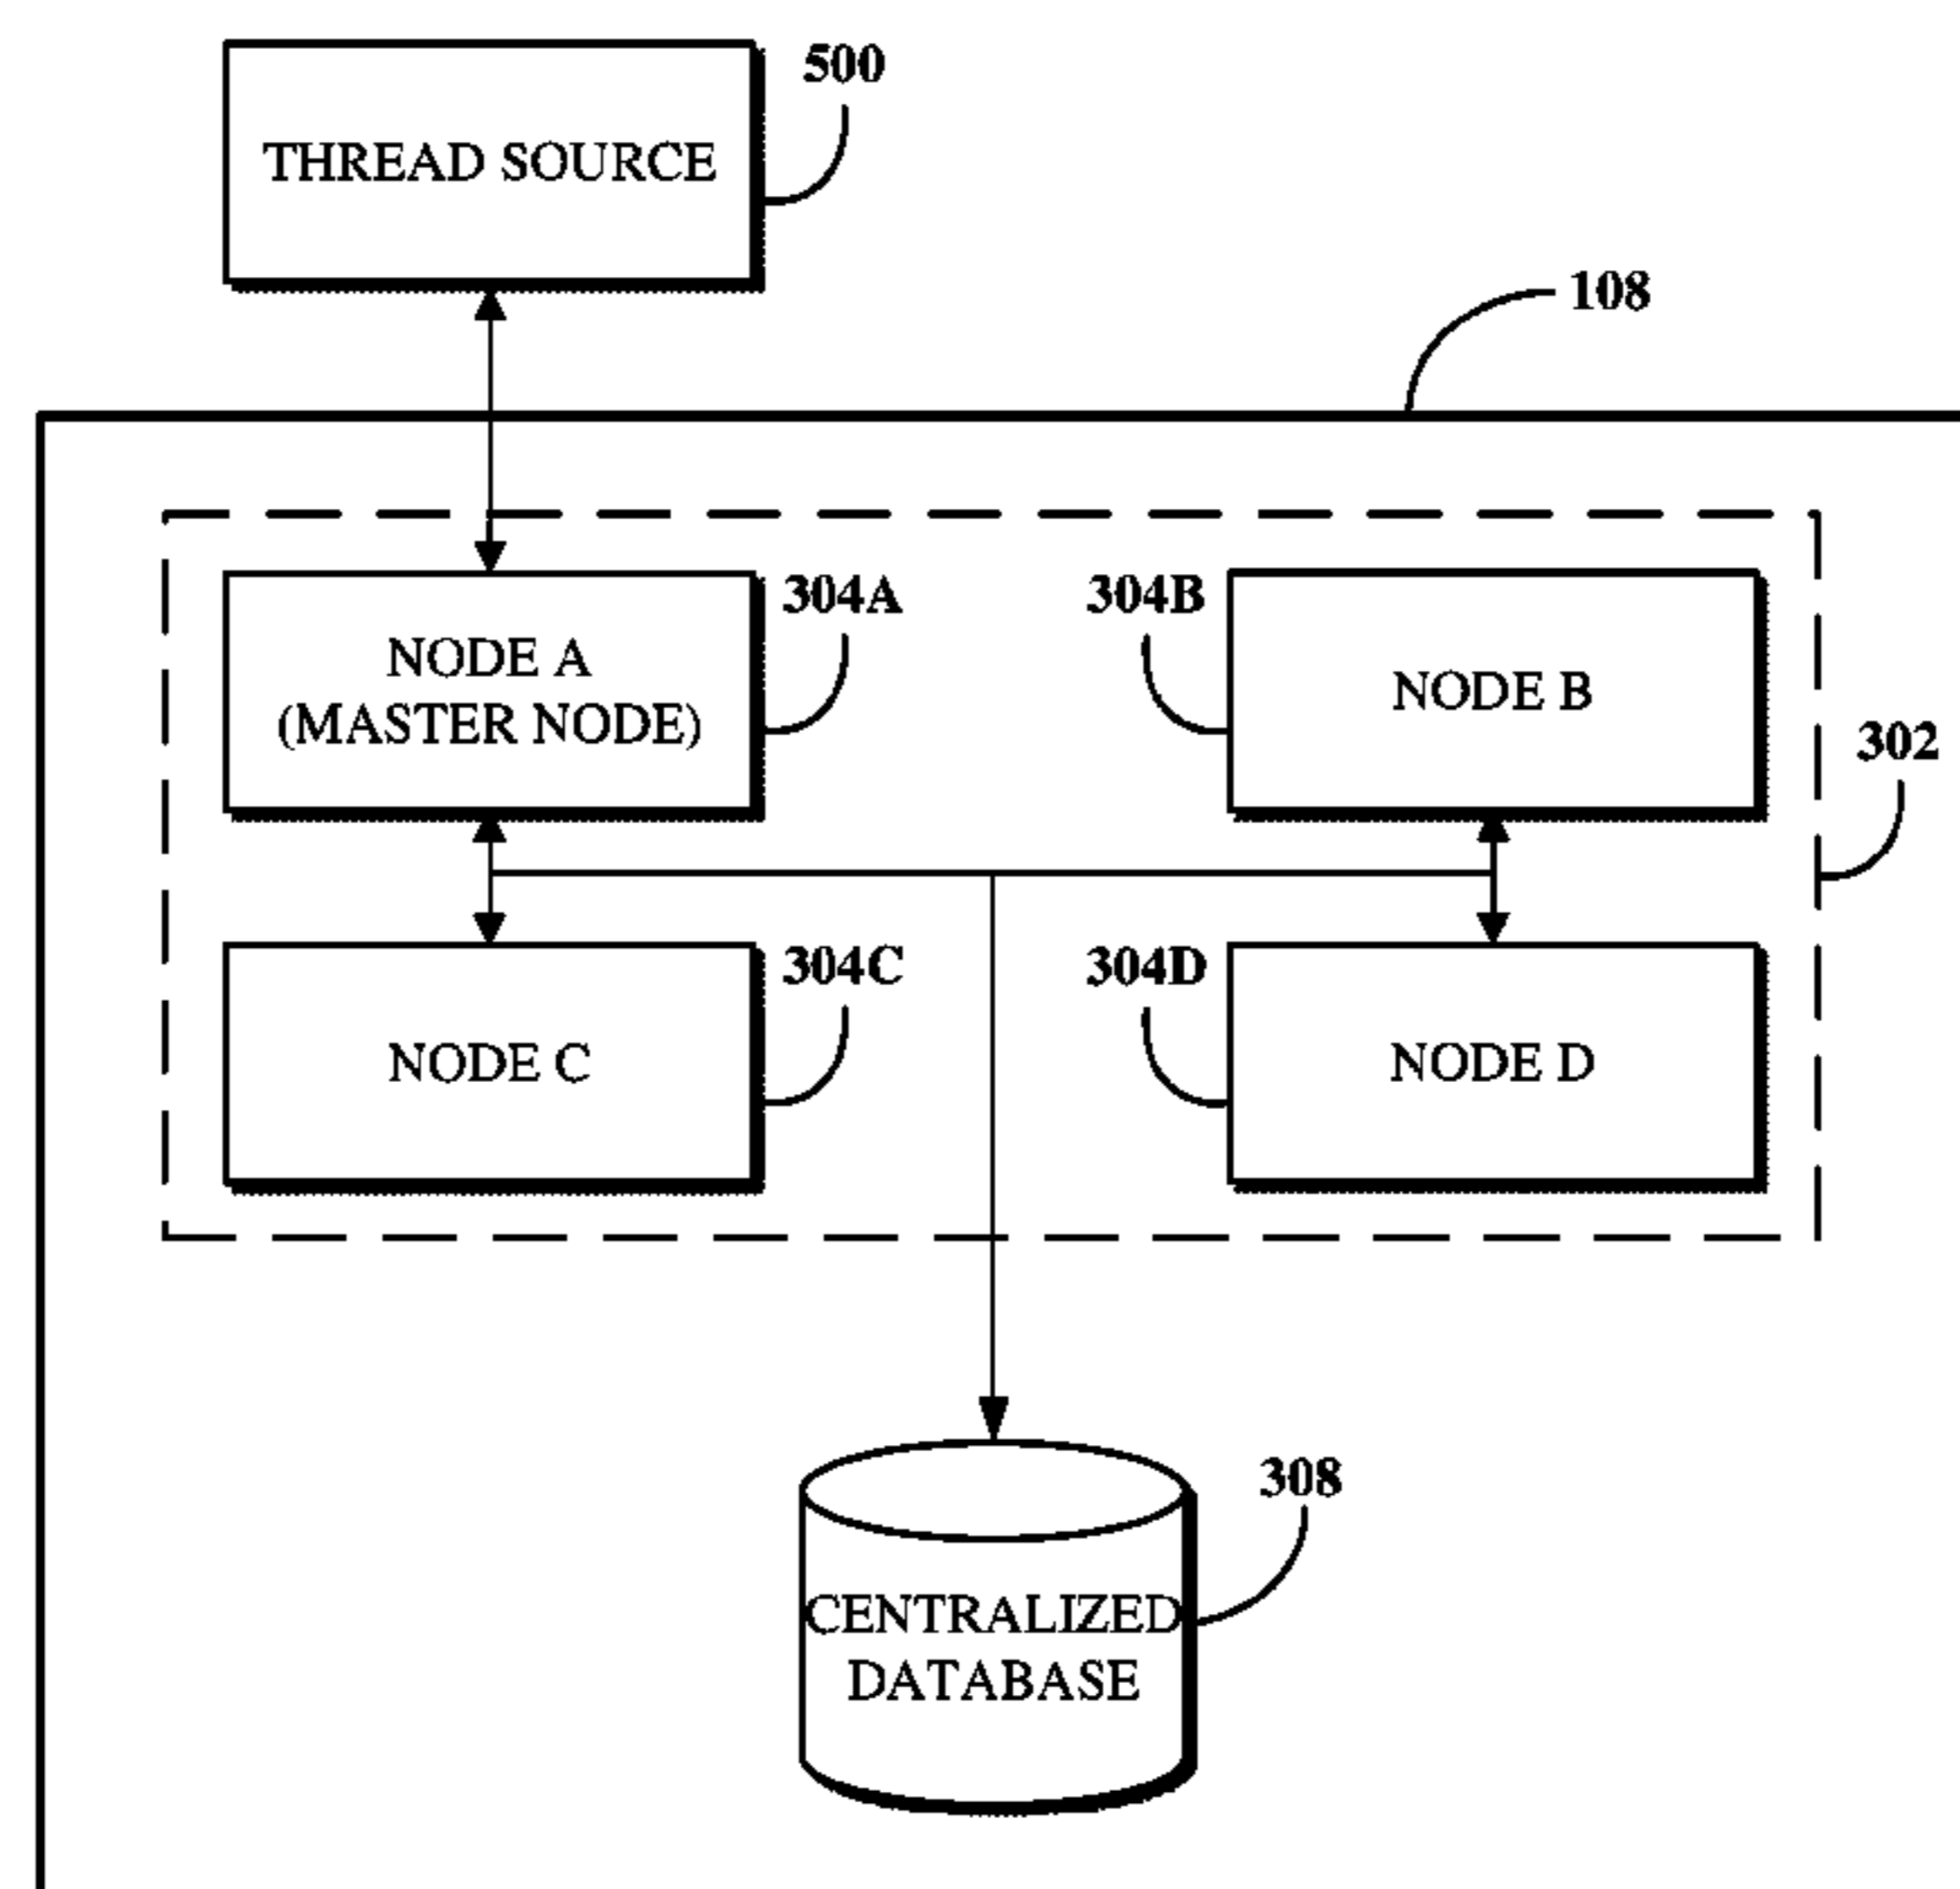 500
THREAD SOURCE
108
304A
304B
NODE A
(MASTER NODE)
NODE B
302
304C
304D
NODE C
NODE D
308
CENTRALIZED
DATABASE